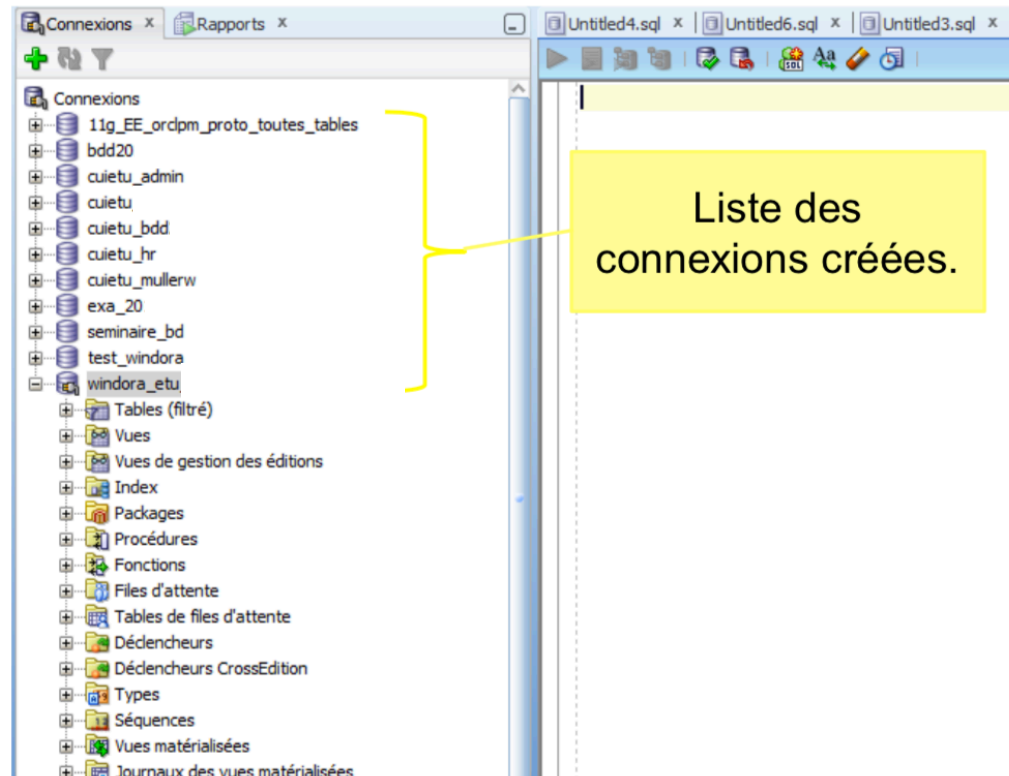 Connexions
Rapports
Untitled4.sql
Untitled6.sql
Untitled3.sql
Connexions
11g_EE_orclpm_proto_toutes_tables
bdd20
cuietu_admin
cuietu
cuietu_bdd
cuietu_hr
cuietu_mullerw
exa_20
seminaire_bd
test_windora
windora_etu
Tables (filtré)
Vues
Vues de gestion des éditions
Index
Packages
Procédures
Fonctions
Files d'attente
Tables de files d'attente
Déclencheurs
Déclencheurs CrossEdition
Types
Séquences
Vues matérialisées
Journaux des vues matérialisées
Liste des
connexions créées.